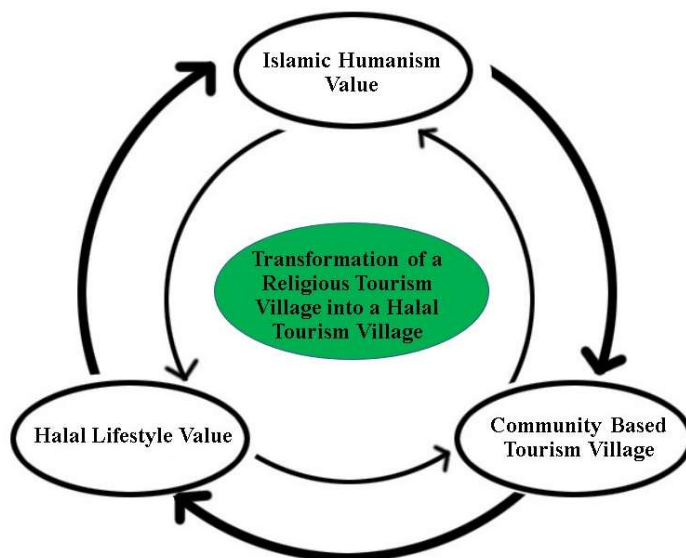 Islamic Humanism
Value
Transformation of a
Religious Tourism
Village into a Halal
Tourism Village
Halal Lifestyle Value
Community Based
Tourism Village